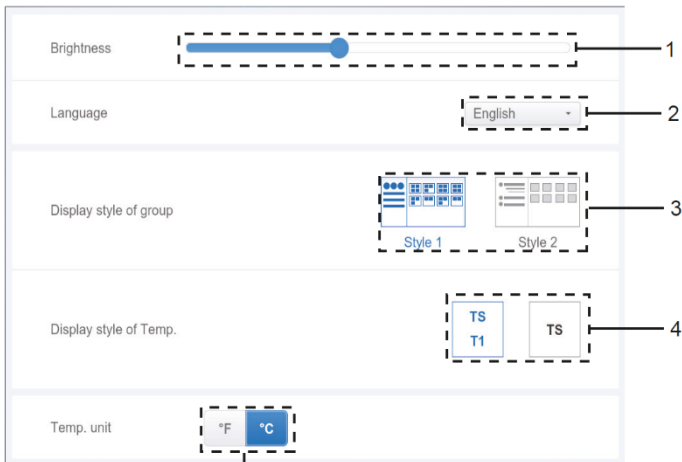 Brightness
1
Language
English
2
Display style of group
Style 1
Style 2
3
Display style of Temp.
TS
T1
TS
4
Temp. unit
°F
°C